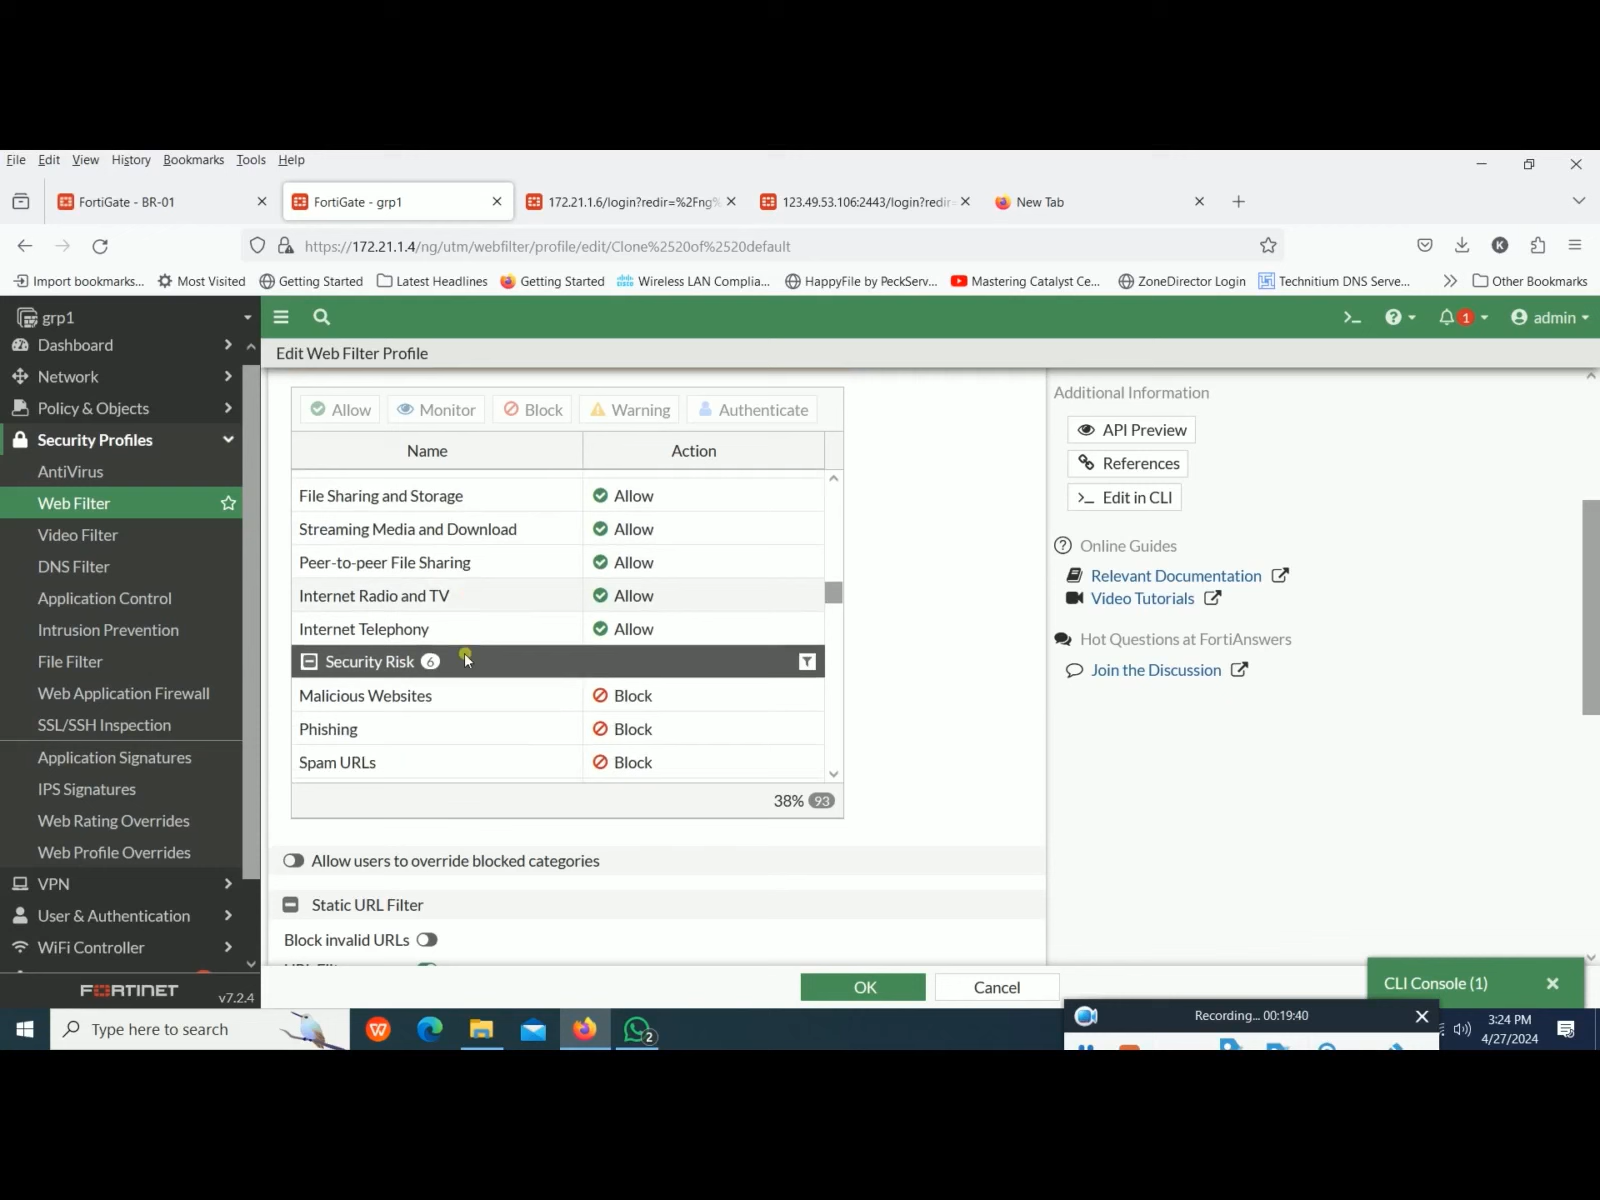 File Edit View History Bookmarks Tools Help
FortiGate - BR-01
FortiGate - grp1
172.21.1.6/login?redir=%2Fng%
123.49.53.106:2443/login?redir=
New Tab
https://172.21.1.4/ng/utm/webfilter/profile/edit/Clone%2520of%2520default
K
Import bookmarks... Most Visited Getting Started Latest Headlines Getting Started Wireless LAN Complia... HappyFile by PeckServ... Mastering Catalyst Ce... ZoneDirector Login Technitium DNS Serve... Other Bookmarks
grp1
1 admin
Dashboard
Network
Policy & Objects
Security Profiles
AntiVirus
Web Filter
Video Filter
DNS Filter
Application Control
Intrusion Prevention
File Filter
Web Application Firewall
SSL/SSH Inspection
Application Signatures
IPS Signatures
Web Rating Overrides
Web Profile Overrides
VPN
User & Authentication
WiFi Controller
FORTINET v7.2.4
Edit Web Filter Profile
Allow Monitor Block Warning Authenticate
Name Action
File Sharing and Storage Allow
Streaming Media and Download Allow
Peer-to-peer File Sharing Allow
Internet Radio and TV Allow
Internet Telephony Allow
Security Risk 6
Malicious Websites Block
Phishing Block
Spam URLs Block
38% 93
Allow users to override blocked categories
Static URL Filter
Block invalid URLs
OK Cancel
Additional Information
API Preview
References
>_ Edit in CLI
Online Guides
Relevant Documentation
Video Tutorials
Hot Questions at FortiAnswers
Join the Discussion
CLI Console (1)
Type here to search
W
2
Recording... 00:19:40
3:24 PM
4/27/2024